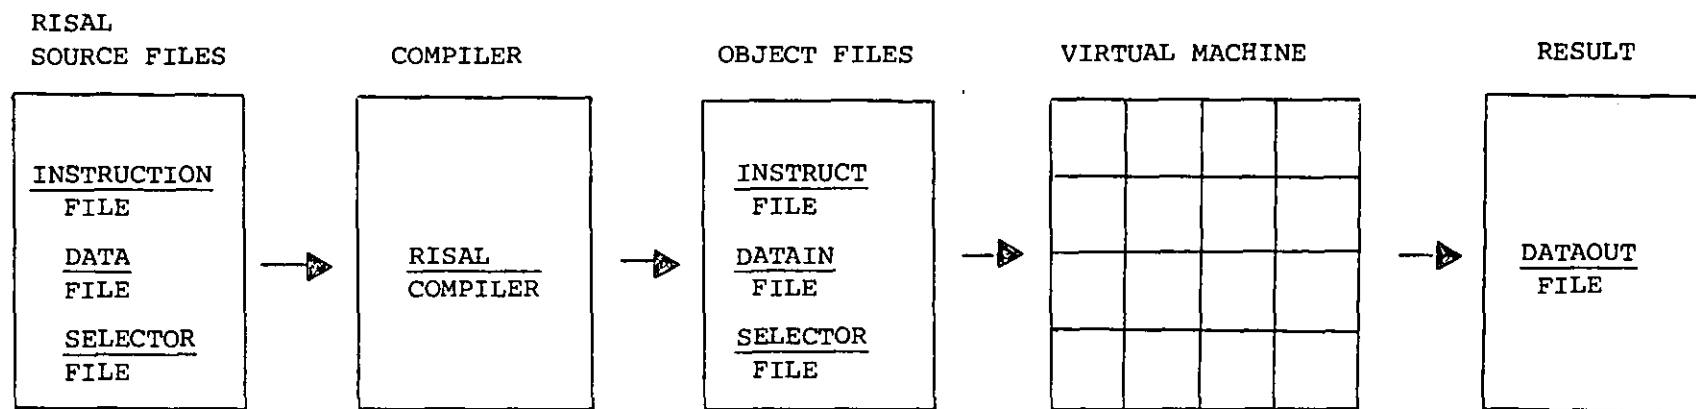 RISAL
SOURCE FILES
COMPILER
OBJECT FILES
VIRTUAL MACHINE
RESULT
INSTRUCTION
FILE
DATA
FILE
SELECTOR
FILE
RISAL
COMPILER
INSTRUCT
FILE
DATAIN
FILE
SELECTOR
FILE
DATAOUT
FILE